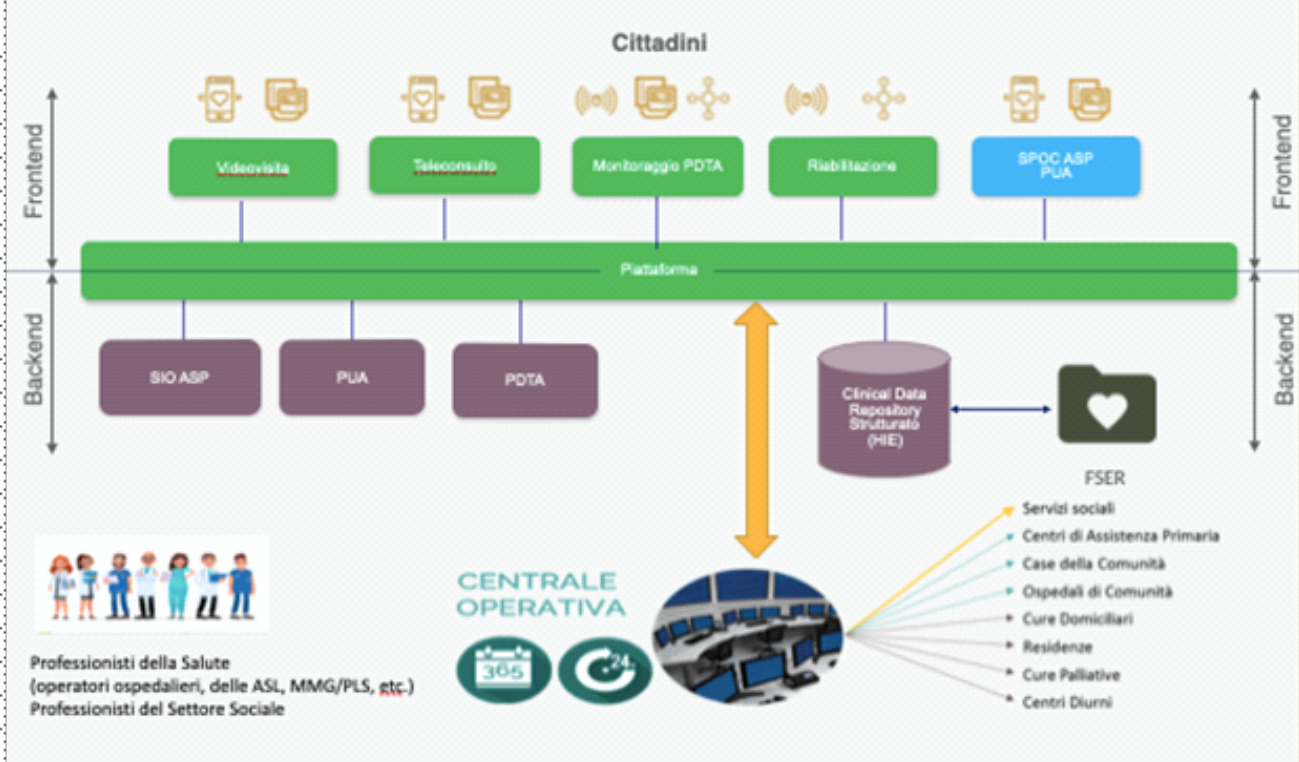 Cittadini
Frontend
Frontend
Videovisita
Teleconsulto
Monitoraggio PDTA
Riabilitazione
SPOC ASP
PUA
Piattaforma
Backend
Backend
SIO ASP
PUA
PDTA
Clinical Data
Repository
Strutturato
(HIE)
FSER
Servizi sociali
Centri di Assistenza Primaria
Case della Comunità
Ospedali di Comunità
Cure Domiciliari
Residenze
Cure Palliative
Centri Diurni
CENTRALE
OPERATIVA
365
24
Professionisti della Salute
(operatori ospedalieri, delle ASL, MMG/PLS, etc.)
Professionisti del Settore Sociale